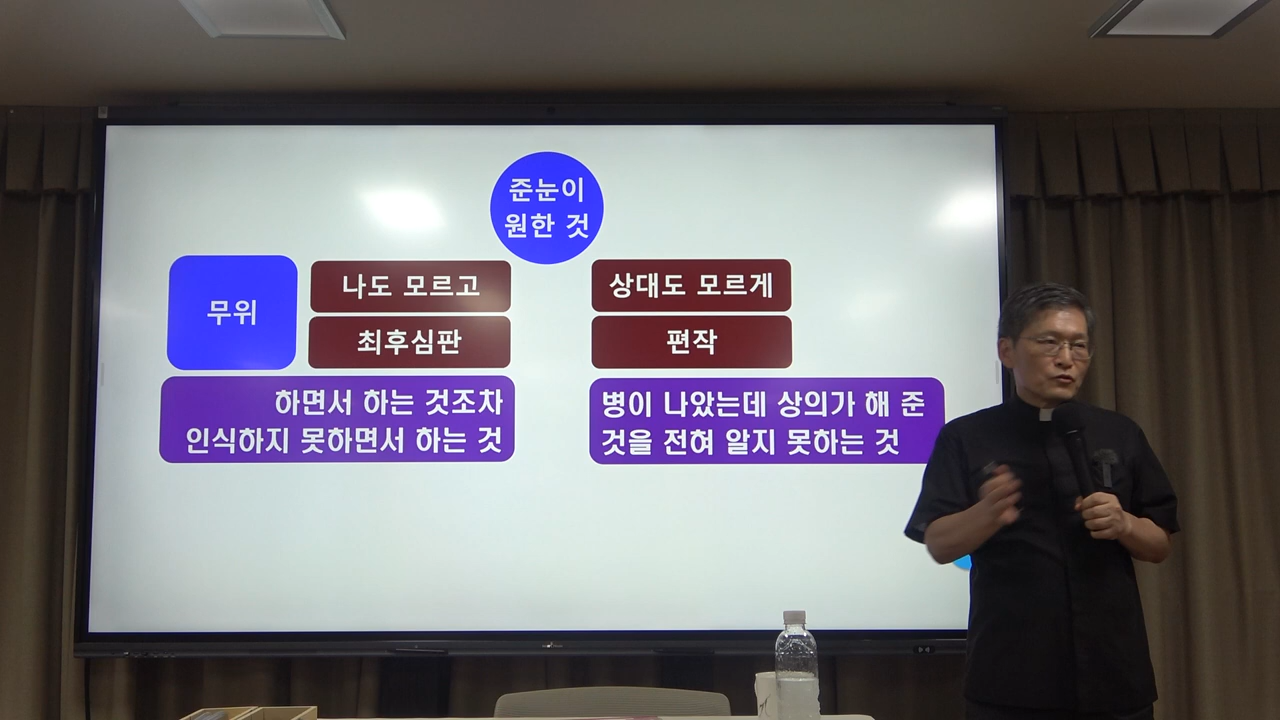 준눈이
원한 것
무위
나도 모르고
상대도 모르게
최후심판
편작
하면서 하는 것조차
인식하지 못하면서 하는 것
병이 나았는데 상의가 해 준
것을 전혀 알지 못하는 것